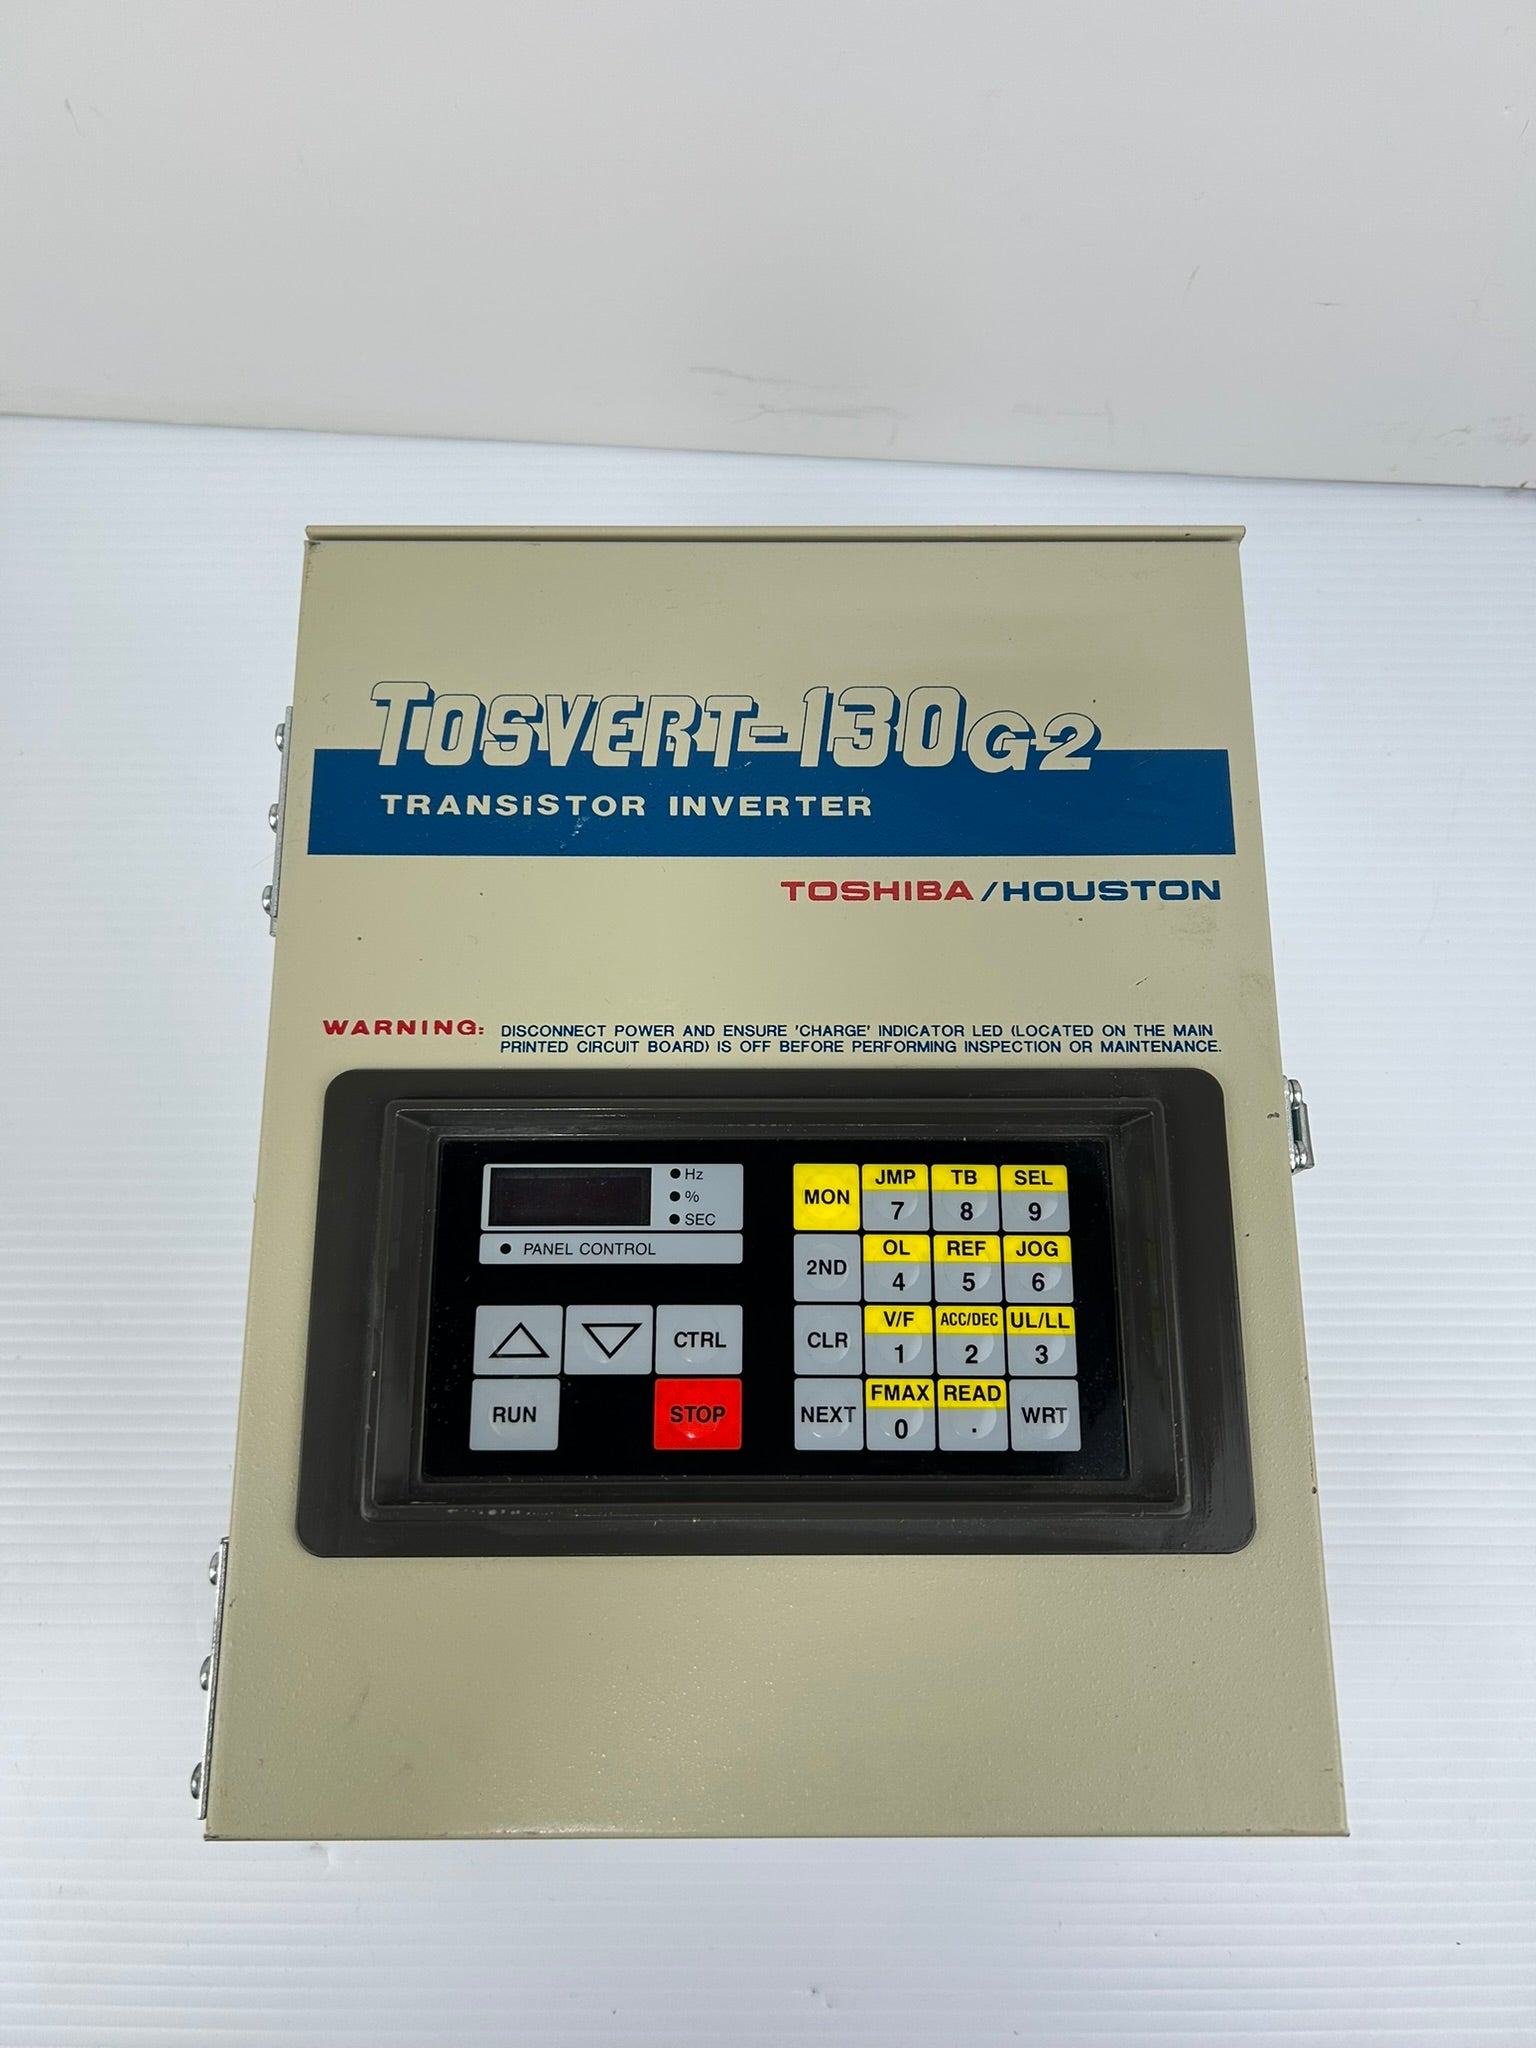 TOSVERT-130G2
TRANSiSTOR INVERTER
TOSHIBA/HOUSTON
WARNING: DISCONNECT POWER AND ENSURE 'CHARGE' INDICATOR LED (LOCATED ON THE MAIN
PRINTED CIRCUIT BOARD) IS OFF BEFORE PERFORMING INSPECTION OR MAINTENANCE.
Hz
%
SEC
PANEL CONTROL
CTRL
RUN STOP
MON JMP 7 TB 8 SEL 9
2ND OL 4 REF 5 JOG 6
CLR V/F 1 ACC/DEC 2 UL/LL 3
NEXT FMAX 0 READ . WRT